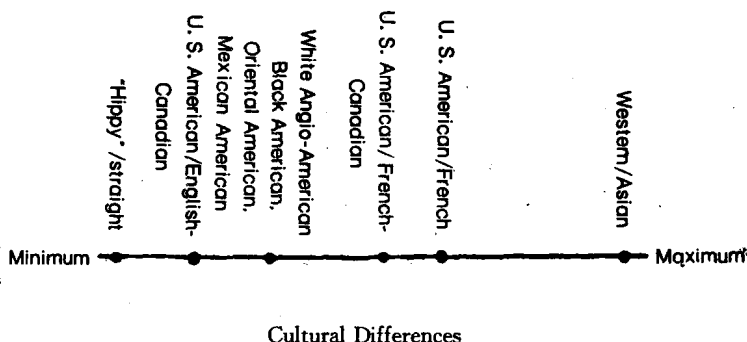 "Hippy"/straight
U. S. American/English-
Canadian
White Anglo-American
Black American,
Oriental American,
Mexican American
U. S. American/French-
Canadian
U. S. American/French
Western/Asian
Minimum
Maximum
Cultural Differences